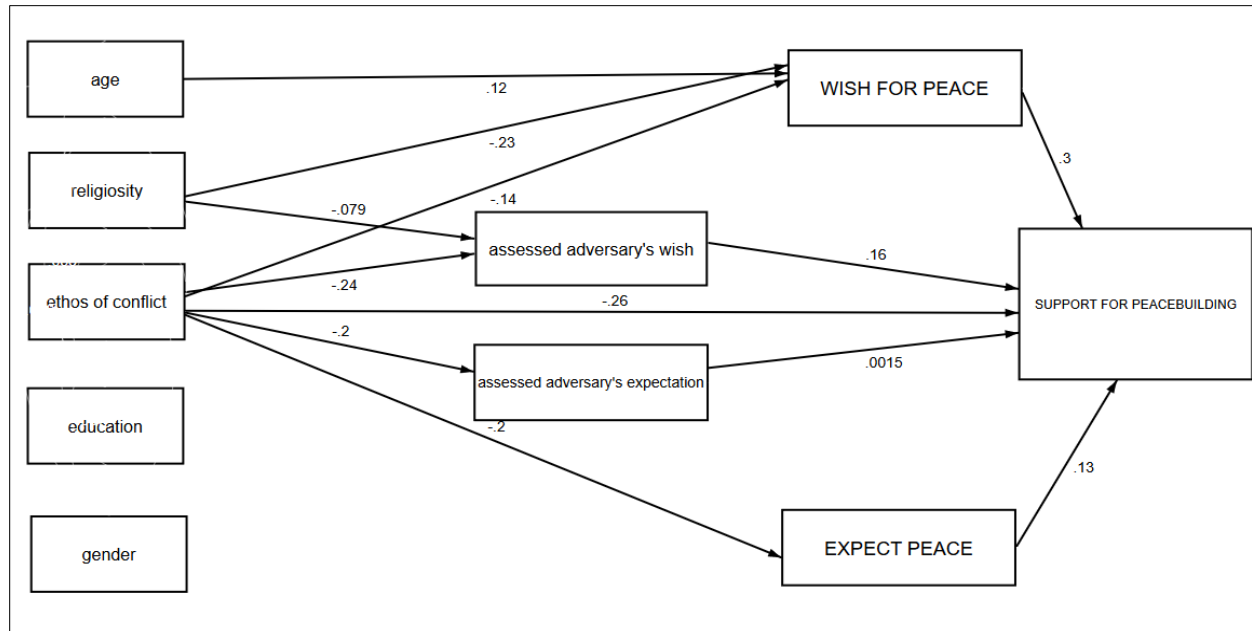 age
.12
WISH FOR PEACE
-.23
.3
religiosity
-.079
-.14
assessed adversary's wish
.16
-.24
ethos of conflict
-.26
SUPPORT FOR PEACEBUILDING
-.2
assessed adversary's expectation
.0015
education
-.2
.13
gender
EXPECT PEACE